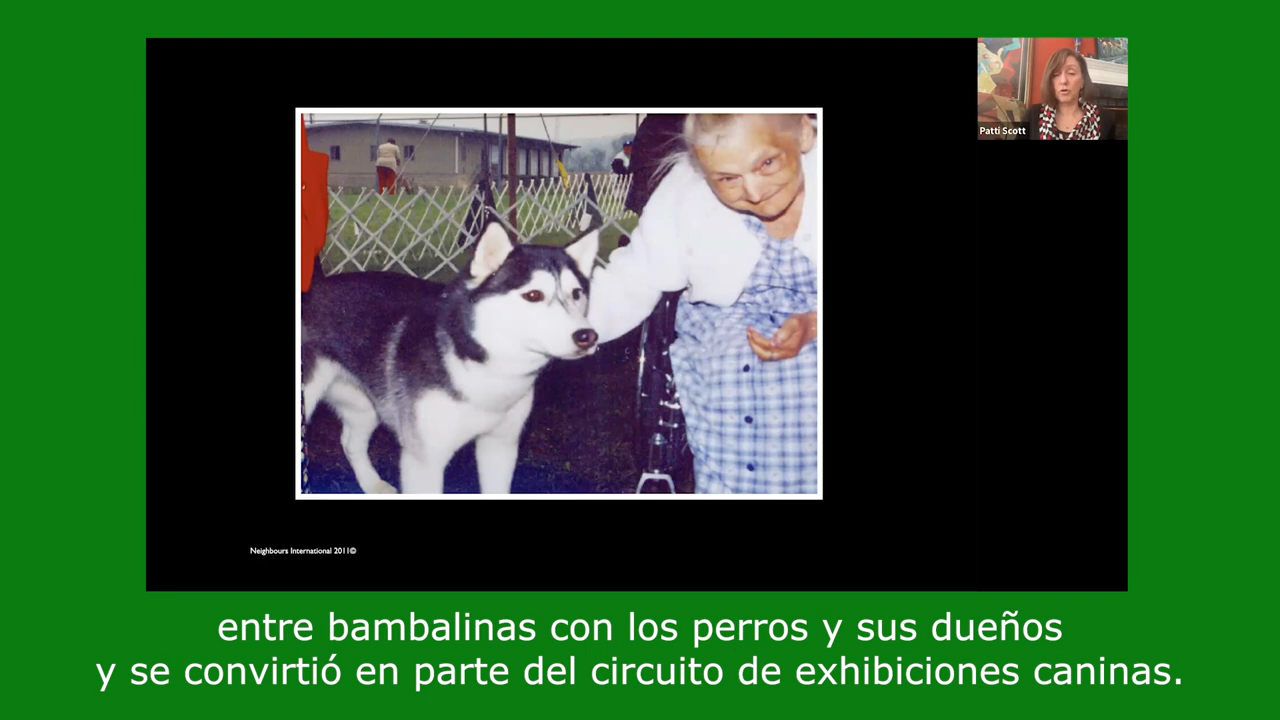 Patti Scott
Neighbours International 2011©
entre bambalinas con los perros y sus dueños
y se convirtió en parte del circuito de exhibiciones caninas.